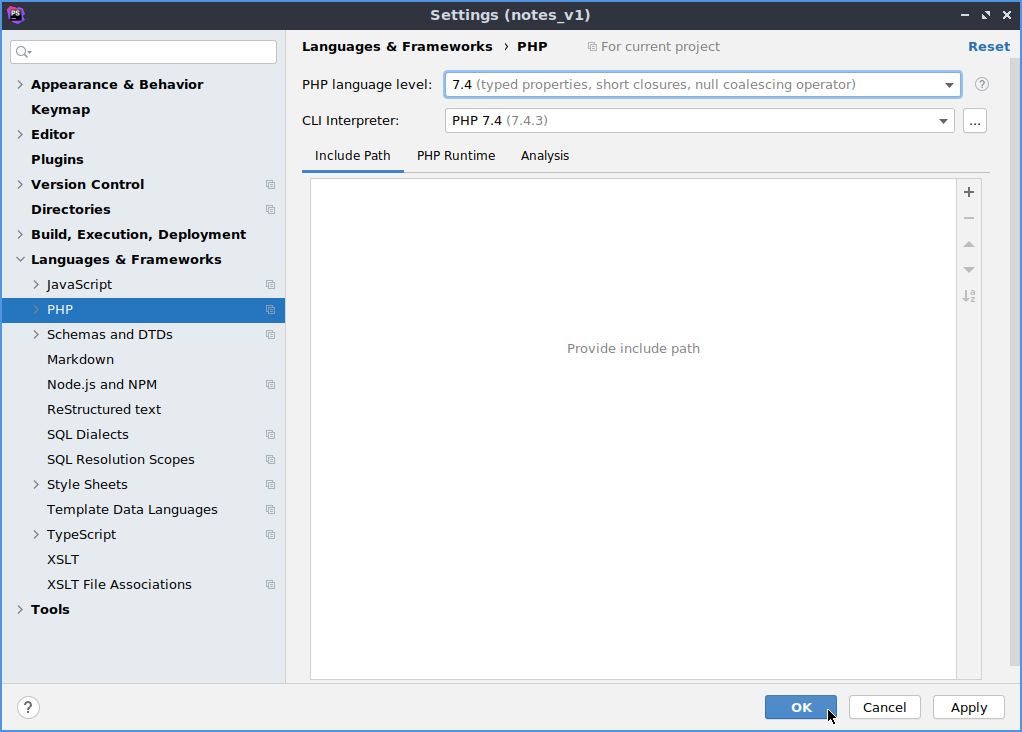 Settings (notes_v1)
Languages & Frameworks › PHP
For current project
Reset
Appearance & Behavior
Keymap
Editor
Plugins
Version Control
Directories
Build, Execution, Deployment
Languages & Frameworks
JavaScript
PHP
Schemas and DTDs
Markdown
Node.js and NPM
ReStructured text
SQL Dialects
SQL Resolution Scopes
Style Sheets
Template Data Languages
TypeScript
XSLT
XSLT File Associations
Tools
PHP language level: 7.4 (typed properties, short closures, null coalescing operator)
?
CLI Interpreter: PHP 7.4 (7.4.3)
...
Include Path
PHP Runtime
Analysis
Provide include path
?
OK
Cancel
Apply